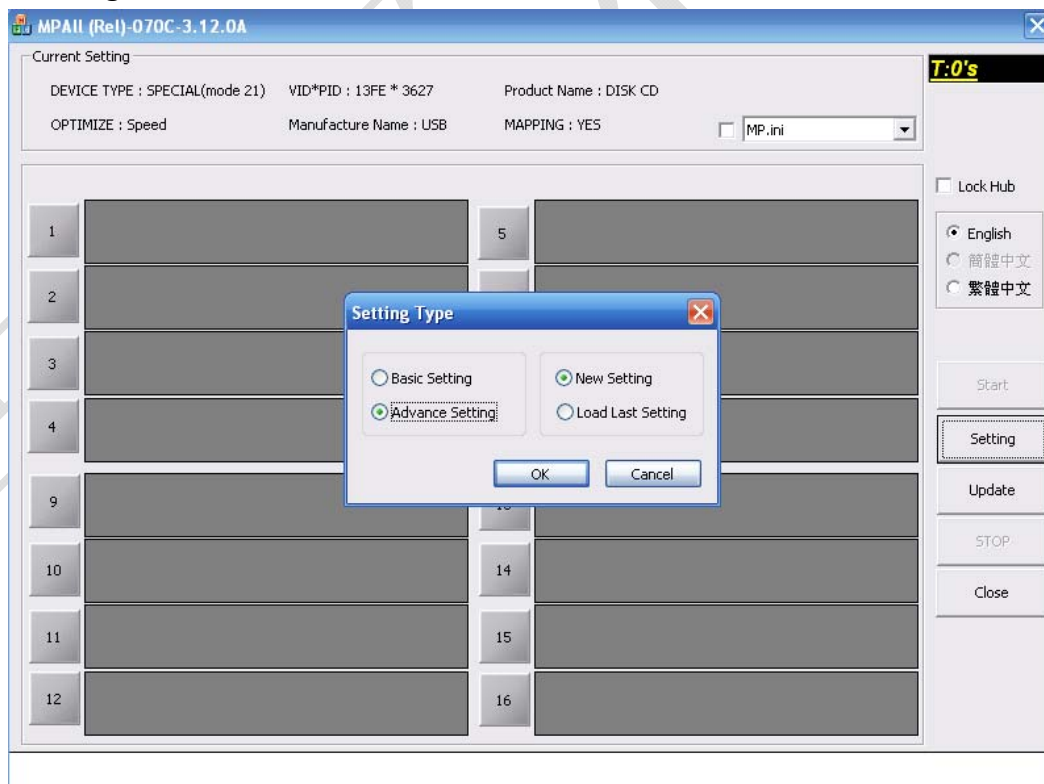 MPAll (Rel)-070C-3.12.0A
Current Setting
DEVICE TYPE : SPECIAL(mode 21) VID*PID : 13FE * 3627 Product Name : DISK CD
OPTIMIZE : Speed Manufacture Name : USB MAPPING : YES MP.ini
T:0's
Lock Hub
English
簡體中文
繁體中文
1 5
2
3
4
9
10 14
11 15
12 16
Setting Type
Basic Setting New Setting
Advance Setting Load Last Setting
OK Cancel
Start
Setting
Update
STOP
Close